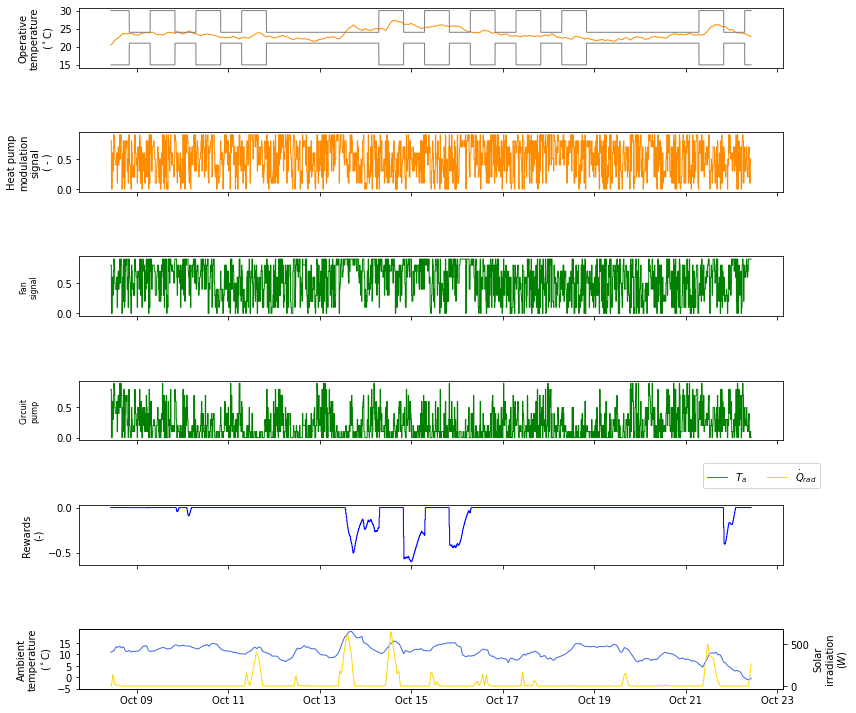 Operative
temperature
(°C)
30
25
20
15
Heat pump
modulation
signal
( - )
0.5
0.0
Fan
signal
0.5
0.0
Circuit
pump
0.5
0.0
T_a
Q̇_rad
Rewards
(-)
0.0
−0.5
Ambient
temperature
(°C)
15
10
5
0
−5
500
0
Solar
irradiation
(W)
Oct 09
Oct 11
Oct 13
Oct 15
Oct 17
Oct 19
Oct 21
Oct 23